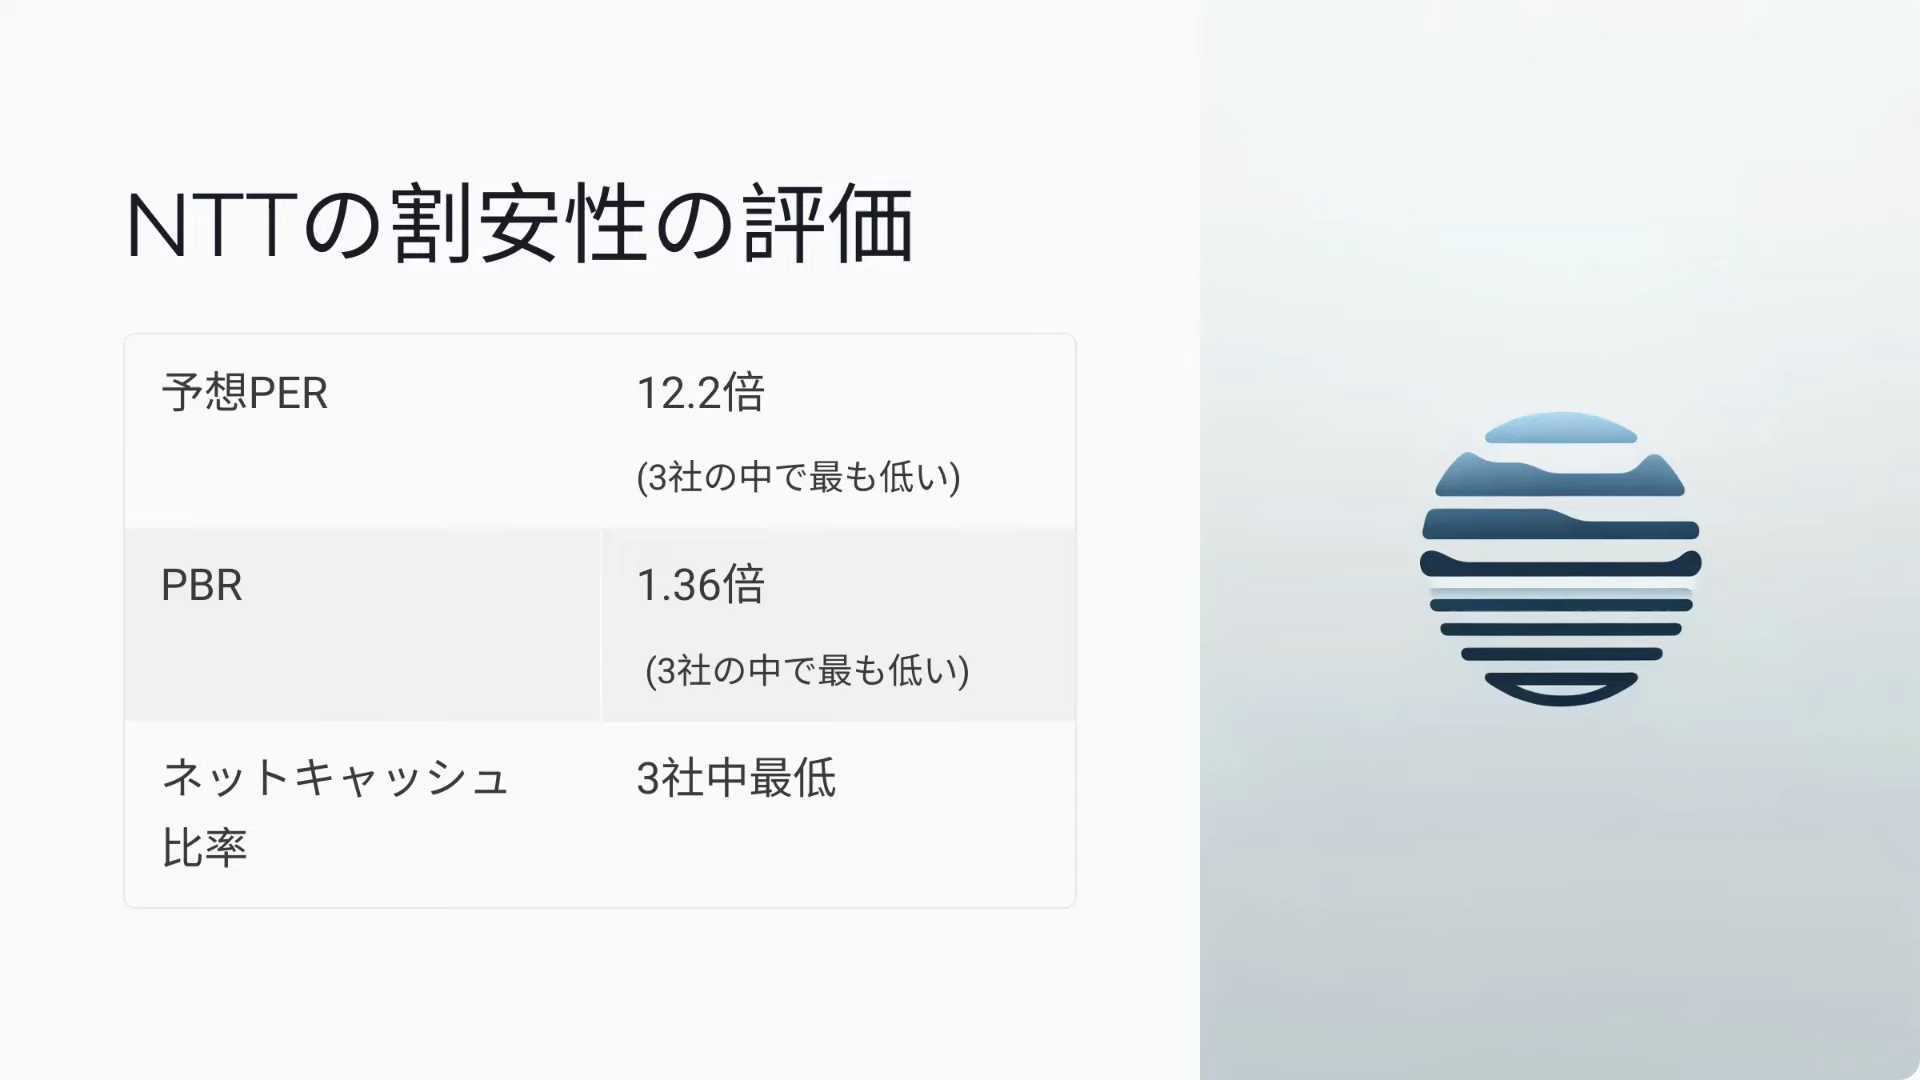 NTTの割安性の評価
予想PER
12.2倍
(3社の中で最も低い)
PBR
1.36倍
(3社の中で最も低い)
ネットキャッシュ
比率
3社中最低